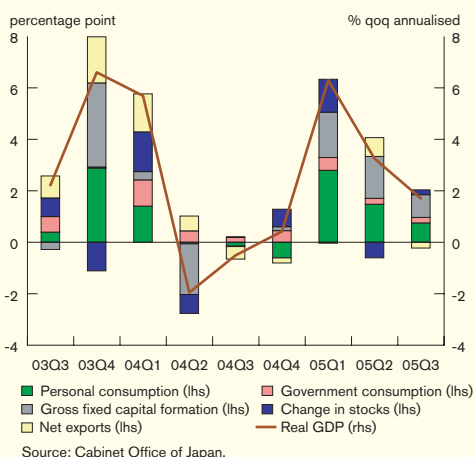 percentage point % qoq annualised
8 8
6 6
4 4
2 2
0 0
-2 -2
-4 -4
03Q3 03Q4 04Q1 04Q2 04Q3 04Q4 05Q1 05Q2 05Q3
Personal consumption (lhs) Government consumption (lhs)
Gross fixed capital formation (lhs) Change in stocks (lhs)
Net exports (lhs) Real GDP (rhs)
Source: Cabinet Office of Japan.